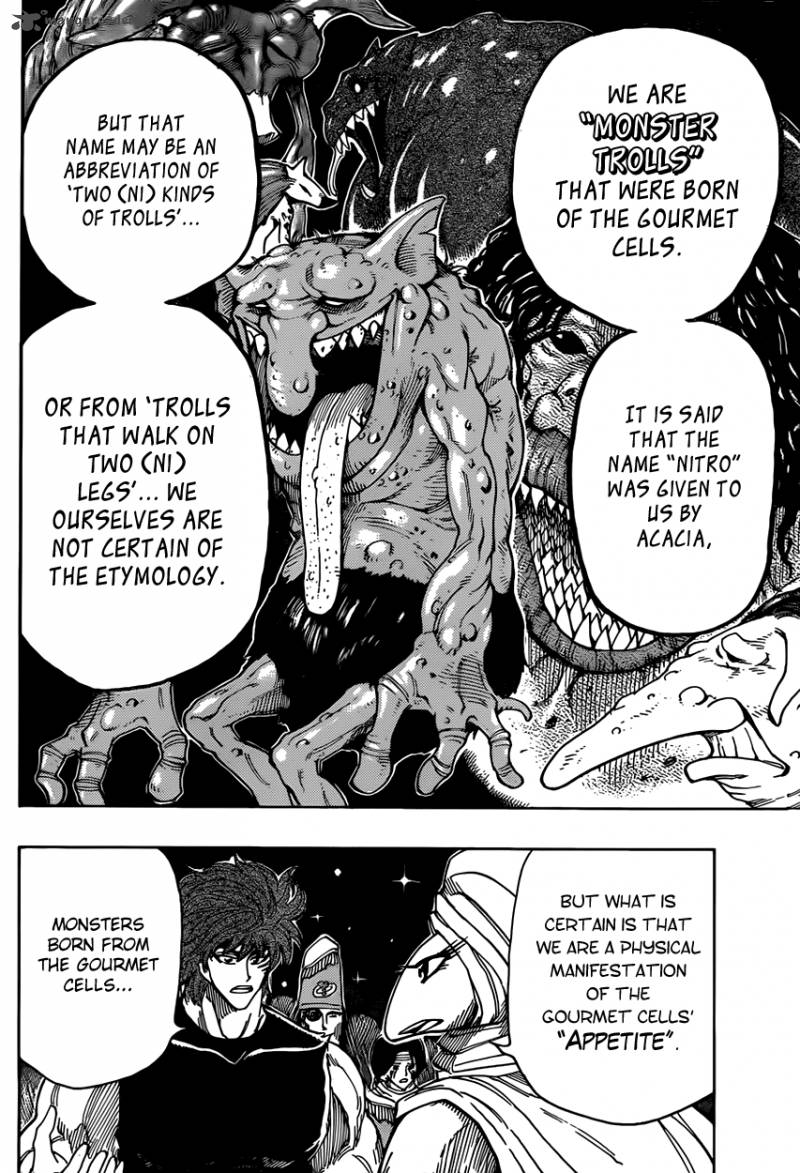 WE ARE
"MONSTER
TROLLS"
THAT WERE BORN
OF THE GOURMET
CELLS.
IT IS SAID
THAT THE
NAME "NITRO"
WAS GIVEN TO
US BY
ACACIA,
BUT THAT
NAME MAY BE AN
ABBREVIATION OF
'TWO (NI) KINDS
OF TROLLS'...
OR FROM 'TROLLS
THAT WALK ON
TWO (NI)
LEGS'... WE
OURSELVES ARE
NOT CERTAIN OF
THE ETYMOLOGY.
BUT WHAT IS
CERTAIN IS THAT
WE ARE A PHYSICAL
MANIFESTATION
OF THE
GOURMET CELLS'
"APPETITE".
MONSTERS
BORN FROM
THE GOURMET
CELLS...